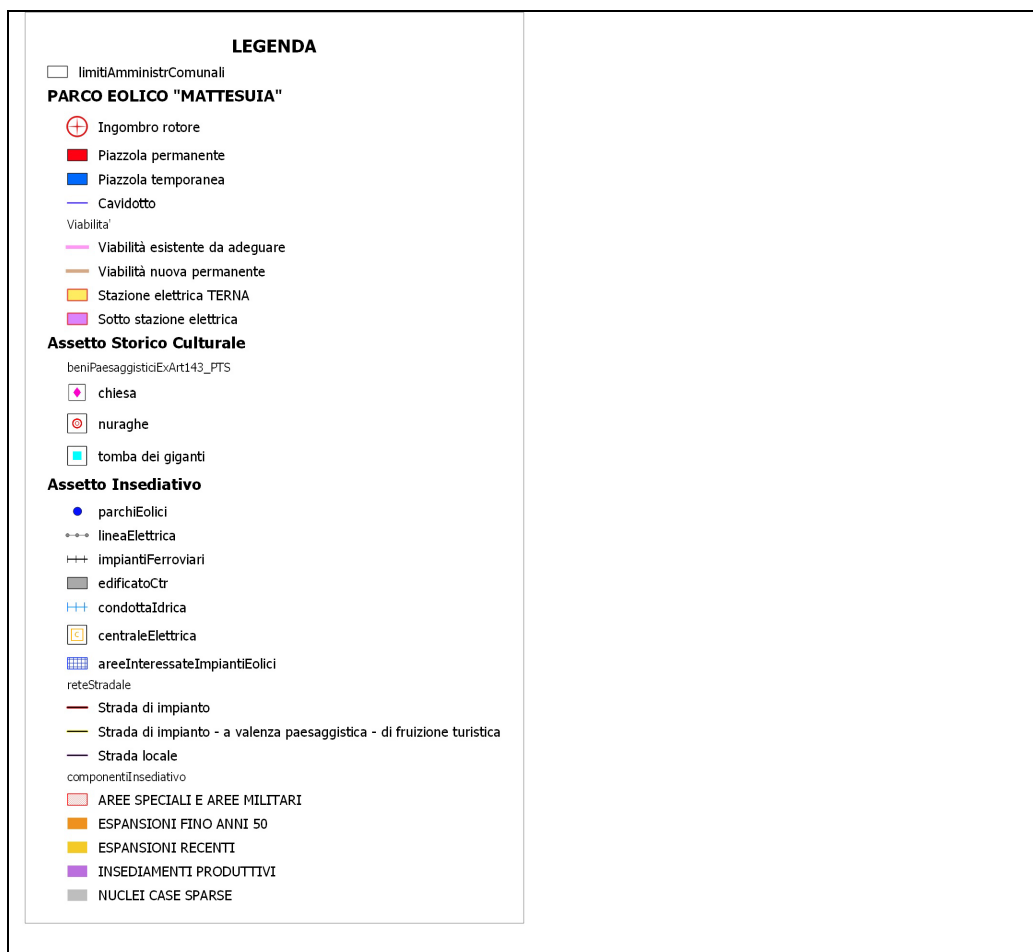 LEGENDA
limitiAmministrComunali
PARCO EOLICO "MATTESUIA"
Ingombro rotore
Piazzola permanente
Piazzola temporanea
Cavidotto
Viabilita'
Viabilità esistente da adeguare
Viabilità nuova permanente
Stazione elettrica TERNA
Sotto stazione elettrica
Assetto Storico Culturale
beniPaesaggisticiExArt143_PTS
chiesa
nuraghe
tomba dei giganti
Assetto Insediativo
parchiEolici
lineaElettrica
impiantiFerroviari
edificatoCtr
condottaIdrica
C centraleElettrica
areeInteressateImpiantiEolici
reteStradale
Strada di impianto
Strada di impianto - a valenza paesaggistica - di fruizione turistica
Strada locale
componentiInsediativo
AREE SPECIALI E AREE MILITARI
ESPANSIONI FINO ANNI 50
ESPANSIONI RECENTI
INSEDIAMENTI PRODUTTIVI
NUCLEI CASE SPARSE